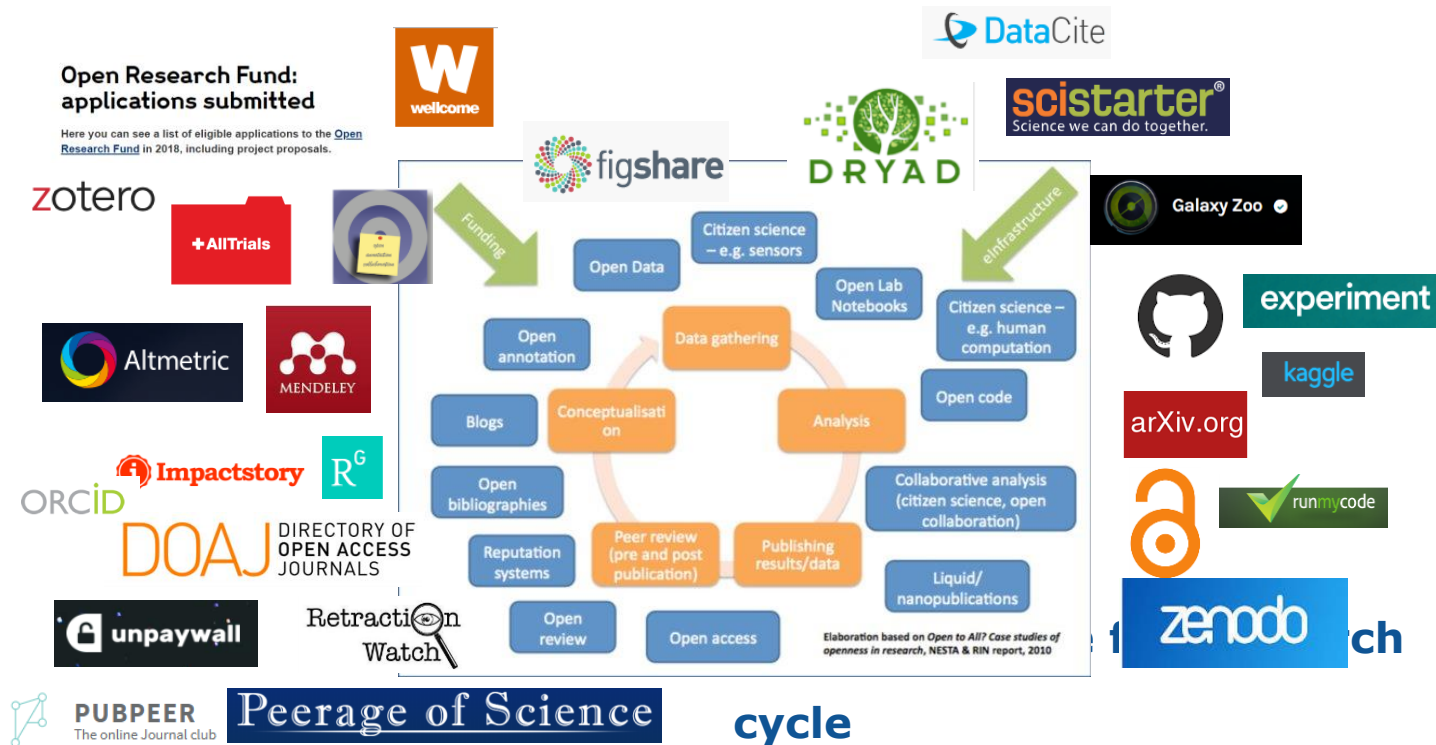 DataCite
Open Research Fund:
applications submitted
Here you can see a list of eligible applications to the Open
Research Fund in 2018, including project proposals.
W
wellcome
scistarter®
Science we can do together.
figshare
DRYAD
zotero
+AllTrials
open
annotation
collaboration
Funding
eInfrastructure
Galaxy Zoo
Citizen science
– e.g. sensors
Open Data
Open Lab
Notebooks
Citizen science –
e.g. human
computation
experiment
Altmetric
MENDELEY
Open
annotation
Data gathering
kaggle
Blogs
Conceptualisati
on
Analysis
Open code
arXiv.org
Impactstory
RG
ORCiD
Open
bibliographies
Collaborative analysis
(citizen science, open
collaboration)
runmycode
DOAJ
DIRECTORY OF
OPEN ACCESS
JOURNALS
Reputation
systems
Peer review
(pre and post
publication)
Publishing
results/data
Liquid/
nanopublications
unpaywall
Retraction
Watch
Open
review
Open access
Elaboration based on Open to All? Case studies of
openness in research, NESTA & RIN report, 2010
zenodo
rch
PUBPEER
The online Journal club
Peerage of Science
cycle